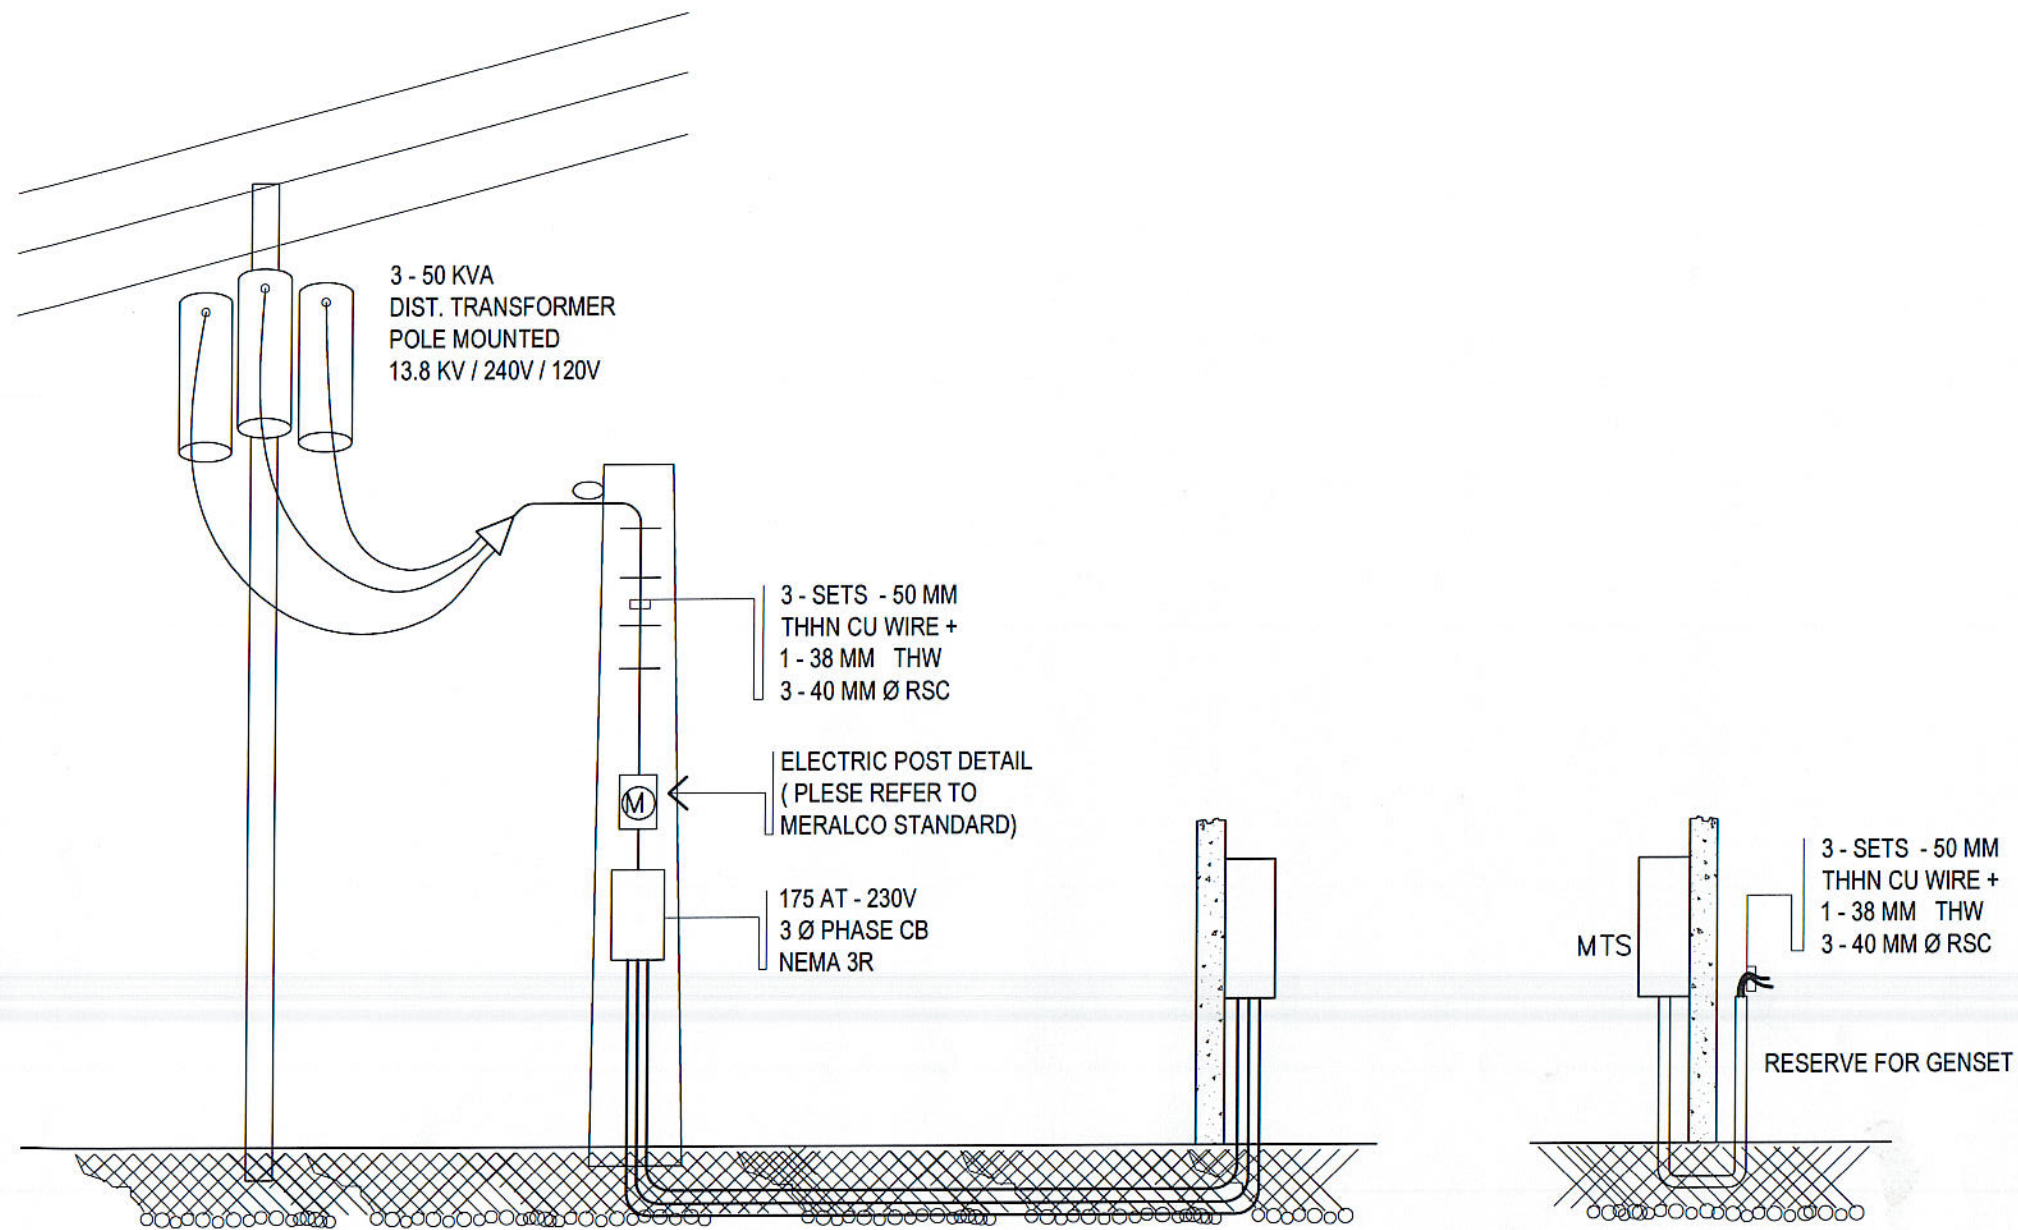 3 - 50 KVA
DIST. TRANSFORMER
POLE MOUNTED
13.8 KV / 240V / 120V
3 - SETS - 50 MM
THHN CU WIRE +
1 - 38 MM THW
3 - 40 MM Ø RSC
ELECTRIC POST DETAIL
( PLESE REFER TO
MERALCO STANDARD)
M
175 AT - 230V
3 Ø PHASE CB
NEMA 3R
MTS
3 - SETS - 50 MM
THHN CU WIRE +
1 - 38 MM THW
3 - 40 MM Ø RSC
RESERVE FOR GENSET